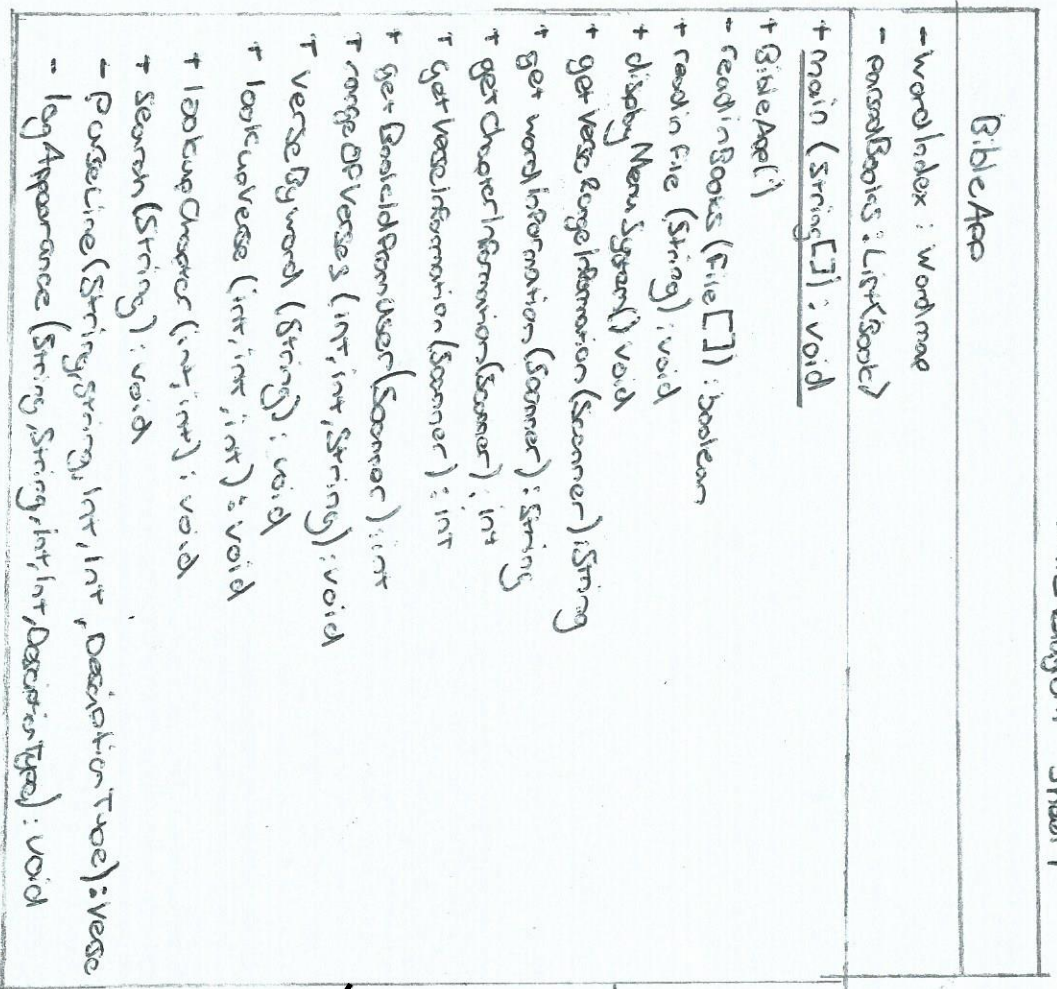 BibleApp
- wordIndex : wordmap
- parsedBooks : List<Book>
+ main (String[]) : void
+ BibleApp()
- readinBooks (File[]) : boolean
+ readinfile (String) : void
+ displayMenuSystem() void
+ getVerseRangeInformation (Scanner) : String
+ getwordinformation (Scanner) : String
+ getChapterInformation(Scanner) : int
+ getVerseinformation (Scanner) : int
+ getBookIdfromUser (Scanner) : int
+ rangeOfVerses (int, int, String) : void
+ verseByword (String) : void
+ lookupVerse (int, int, int) : void
+ lookupChapter (int, int) : void
+ search (String) : void
- ParseLine (String, String, Int, Int, DescriptionType) : Verse
- logAppearance (String, String, Int, Int, DescriptionType) : void